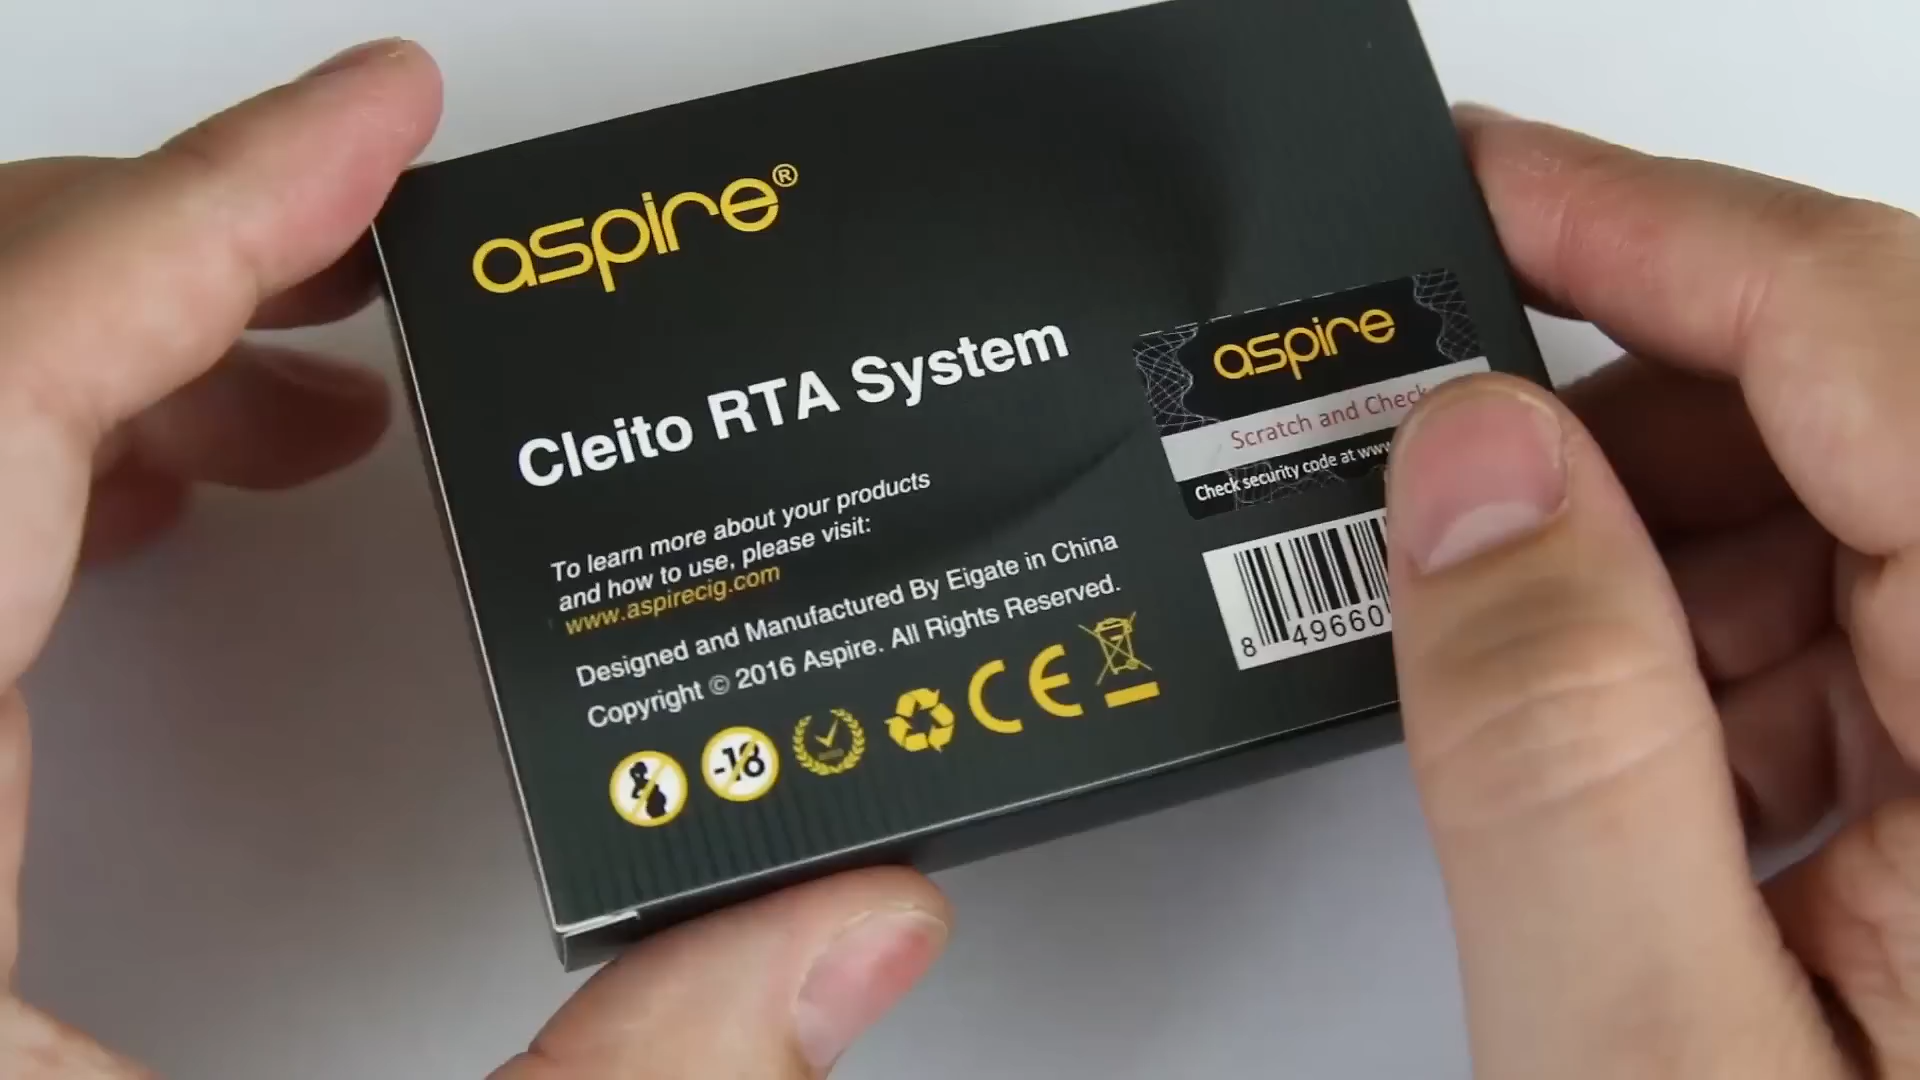 aspire®
Cleito RTA System
To learn more about your products
and how to use, please visit:
www.aspirecig.com
Designed and Manufactured By Eigate in China
Copyright © 2016 Aspire. All Rights Reserved.
-18
CE
aspire
Scratch and Check
Check security code at www
8 49660